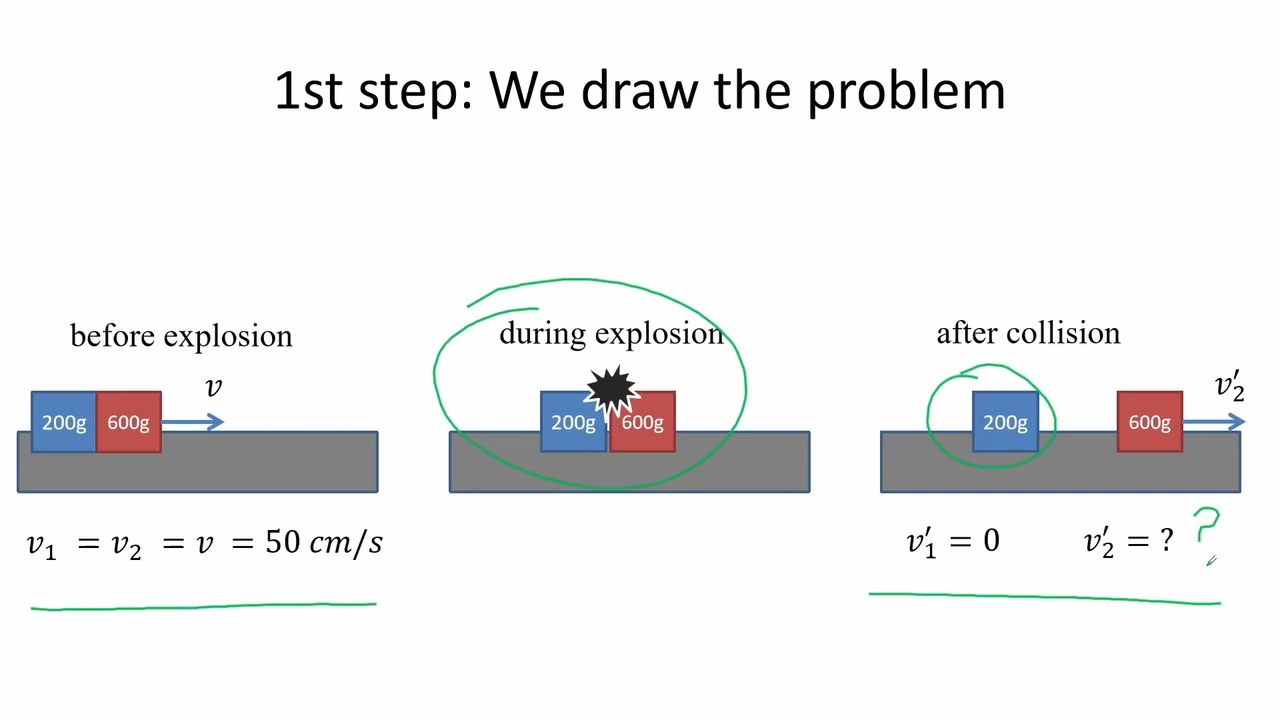 1st step: We draw the problem
before explosion
v
200g 600g
v₁ = v₂ = v = 50 cm/s
during explosion
200g 600g
after collision
v′₂
200g 600g
v′₁ = 0 v′₂ = ? ?